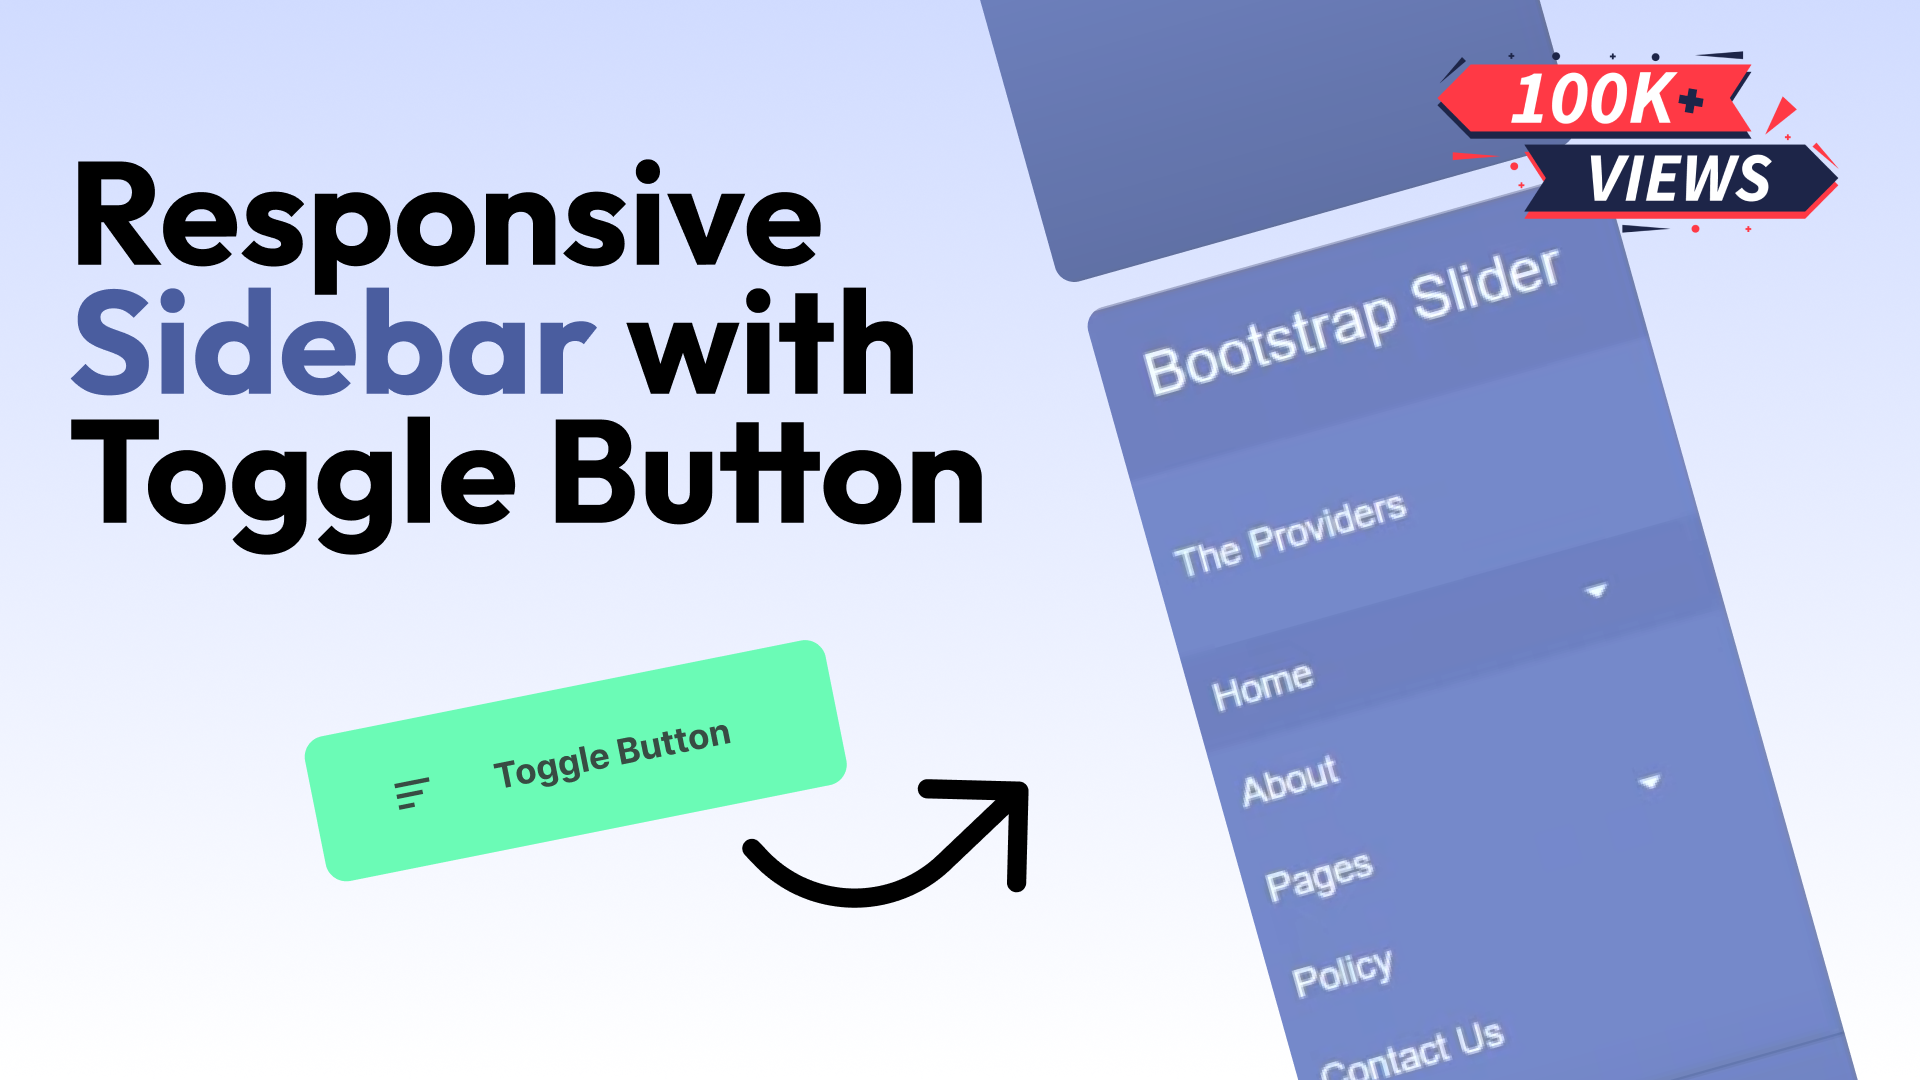 Responsive
Sidebar with
Toggle Button
Toggle Button
100K+
VIEWS
Bootstrap Slider
The Providers
Home
About
Pages
Policy
Contact Us